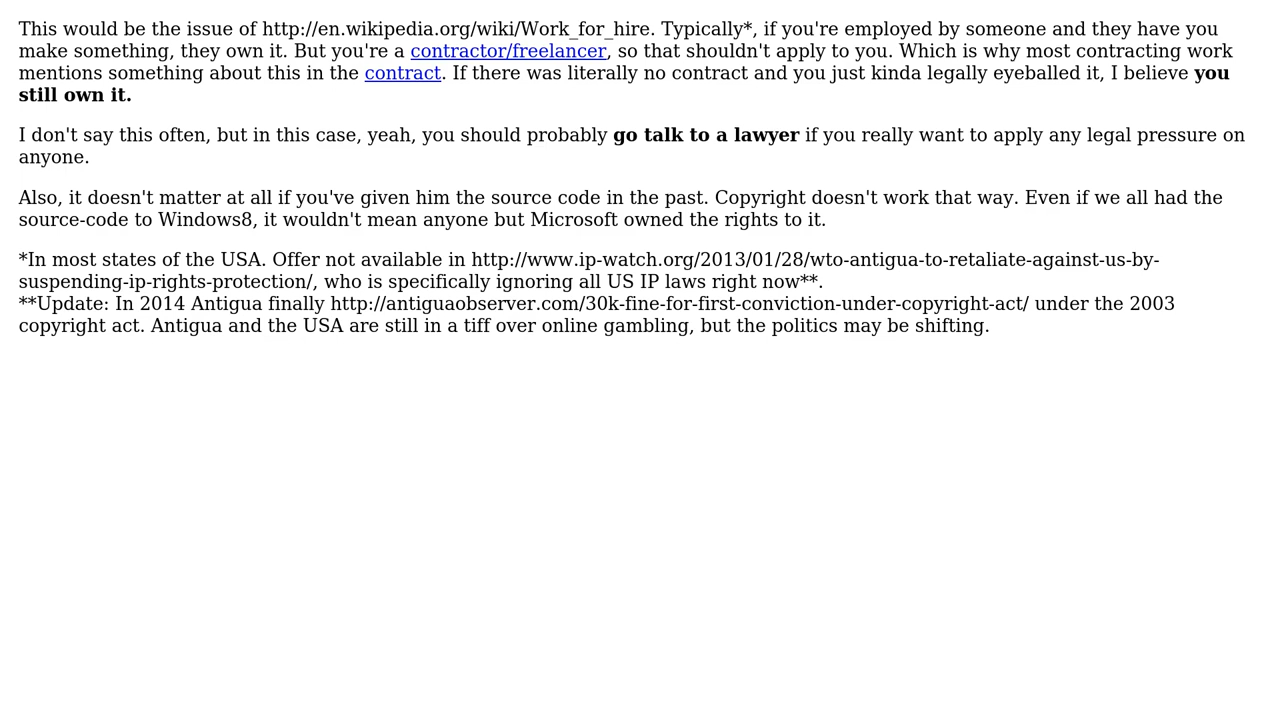 This would be the issue of http://en.wikipedia.org/wiki/Work_for_hire. Typically*, if you're employed by someone and they have you
make something, they own it. But you're a contractor/freelancer, so that shouldn't apply to you. Which is why most contracting work
mentions something about this in the contract. If there was literally no contract and you just kinda legally eyeballed it, I believe you
still own it.
I don't say this often, but in this case, yeah, you should probably go talk to a lawyer if you really want to apply any legal pressure on
anyone.
Also, it doesn't matter at all if you've given him the source code in the past. Copyright doesn't work that way. Even if we all had the
source-code to Windows8, it wouldn't mean anyone but Microsoft owned the rights to it.
*In most states of the USA. Offer not available in http://www.ip-watch.org/2013/01/28/wto-antigua-to-retaliate-against-us-by-
suspending-ip-rights-protection/, who is specifically ignoring all US IP laws right now**.
**Update: In 2014 Antigua finally http://antiguaobserver.com/30k-fine-for-first-conviction-under-copyright-act/ under the 2003
copyright act. Antigua and the USA are still in a tiff over online gambling, but the politics may be shifting.